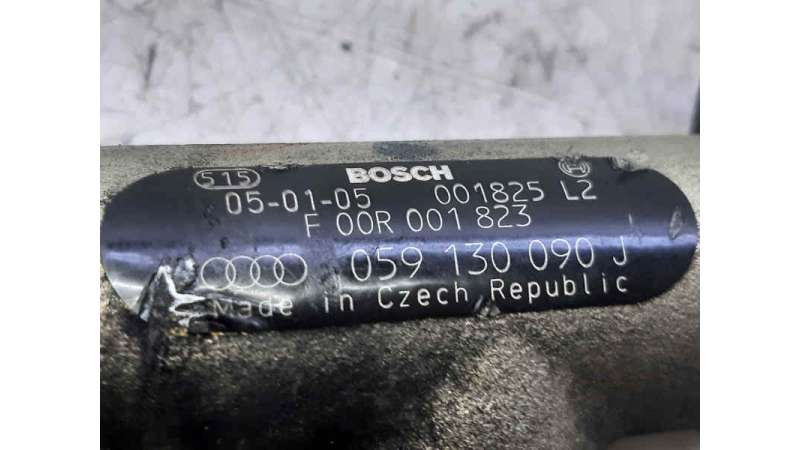 515 BOSCH
05-01-05 001825 L2
F 00R 001 823
059 130 090 J
Made in Czech Republic